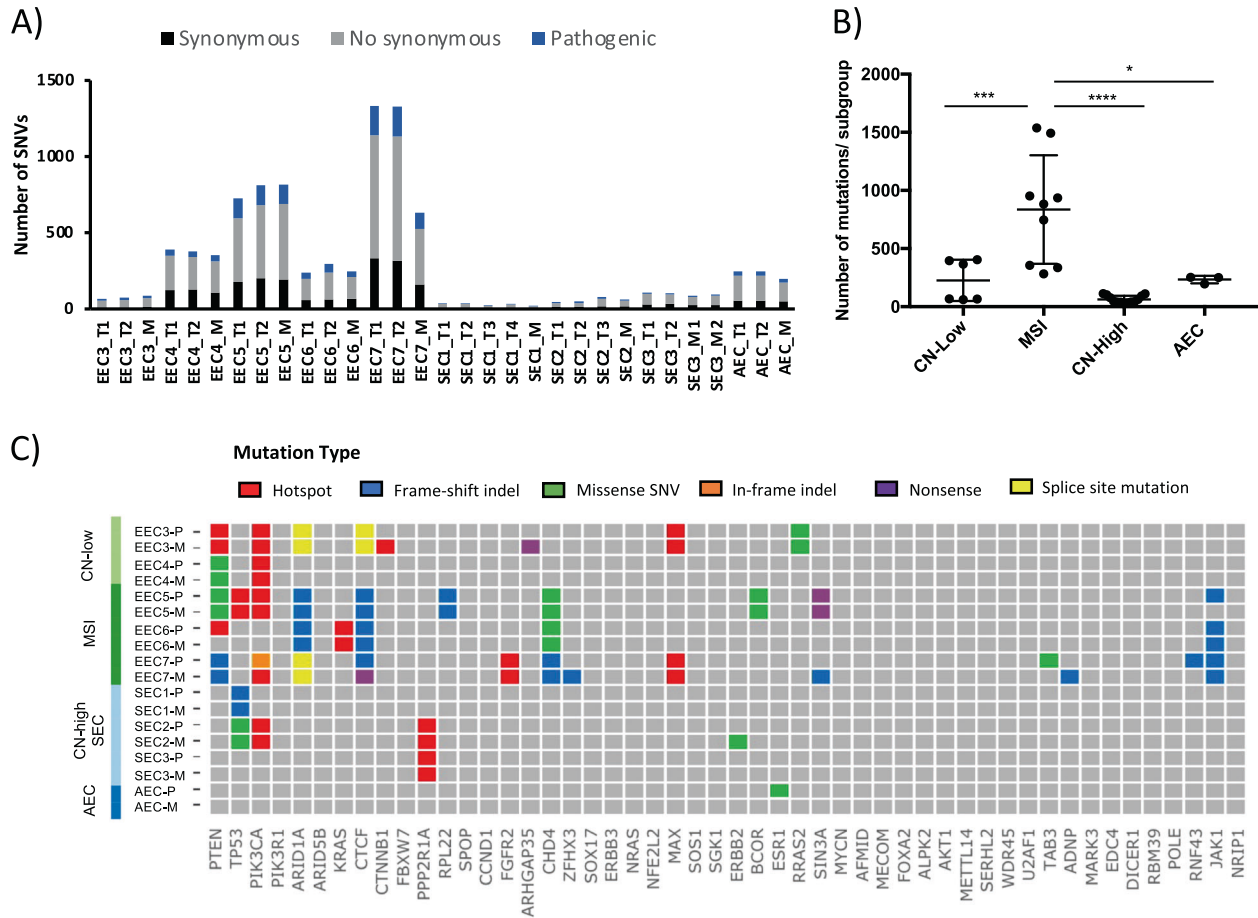 A)
Synonymous No synonymous Pathogenic
Number of SNVs
1500
1000
500
0
EEC3_T1 EEC3_T2 EEC3_M EEC4_T1 EEC4_T2 EEC4_M EEC5_T1 EEC5_T2 EEC5_M EEC6_T1 EEC6_T2 EEC6_M EEC7_T1 EEC7_T2 EEC7_M SEC1_T1 SEC1_T2 SEC1_T3 SEC1_T4 SEC1_M SEC2_T1 SEC2_T2 SEC2_T3 SEC2_M SEC3_T1 SEC3_T2 SEC3_M1 SEC3_M2 AEC_T1 AEC_T2 AEC_M
B)
Number of mutations/ subgroup
2000
1500
1000
500
0
*
*** ****
CN-Low MSI CN-High AEC
C)
Mutation Type
Hotspot Frame-shift indel Missense SNV In-frame indel Nonsense Splice site mutation
CN-low
MSI
CN-high
SEC
AEC
EEC3-P
EEC3-M
EEC4-P
EEC4-M
EEC5-P
EEC5-M
EEC6-P
EEC6-M
EEC7-P
EEC7-M
SEC1-P
SEC1-M
SEC2-P
SEC2-M
SEC3-P
SEC3-M
AEC-P
AEC-M
PTEN TP53 PIK3CA PIK3R1 ARID1A ARID5B KRAS CTCF CTNNB1 FBXW7 PPP2R1A RPL22 SPOP CCND1 FGFR2 ARHGAP35 CHD4 ZFHX3 SOX17 ERBB3 NRAS NFE2L2 MAX SOS1 SGK1 ERBB2 BCOR ESR1 RRAS2 SIN3A MYCN AFMID MECOM FOXA2 ALPK2 AKT1 METTL14 SERHL2 WDR45 U2AF1 TAB3 ADNP MARK3 EDC4 DICER1 RBM39 POLE RNF43 JAK1 NRIP1